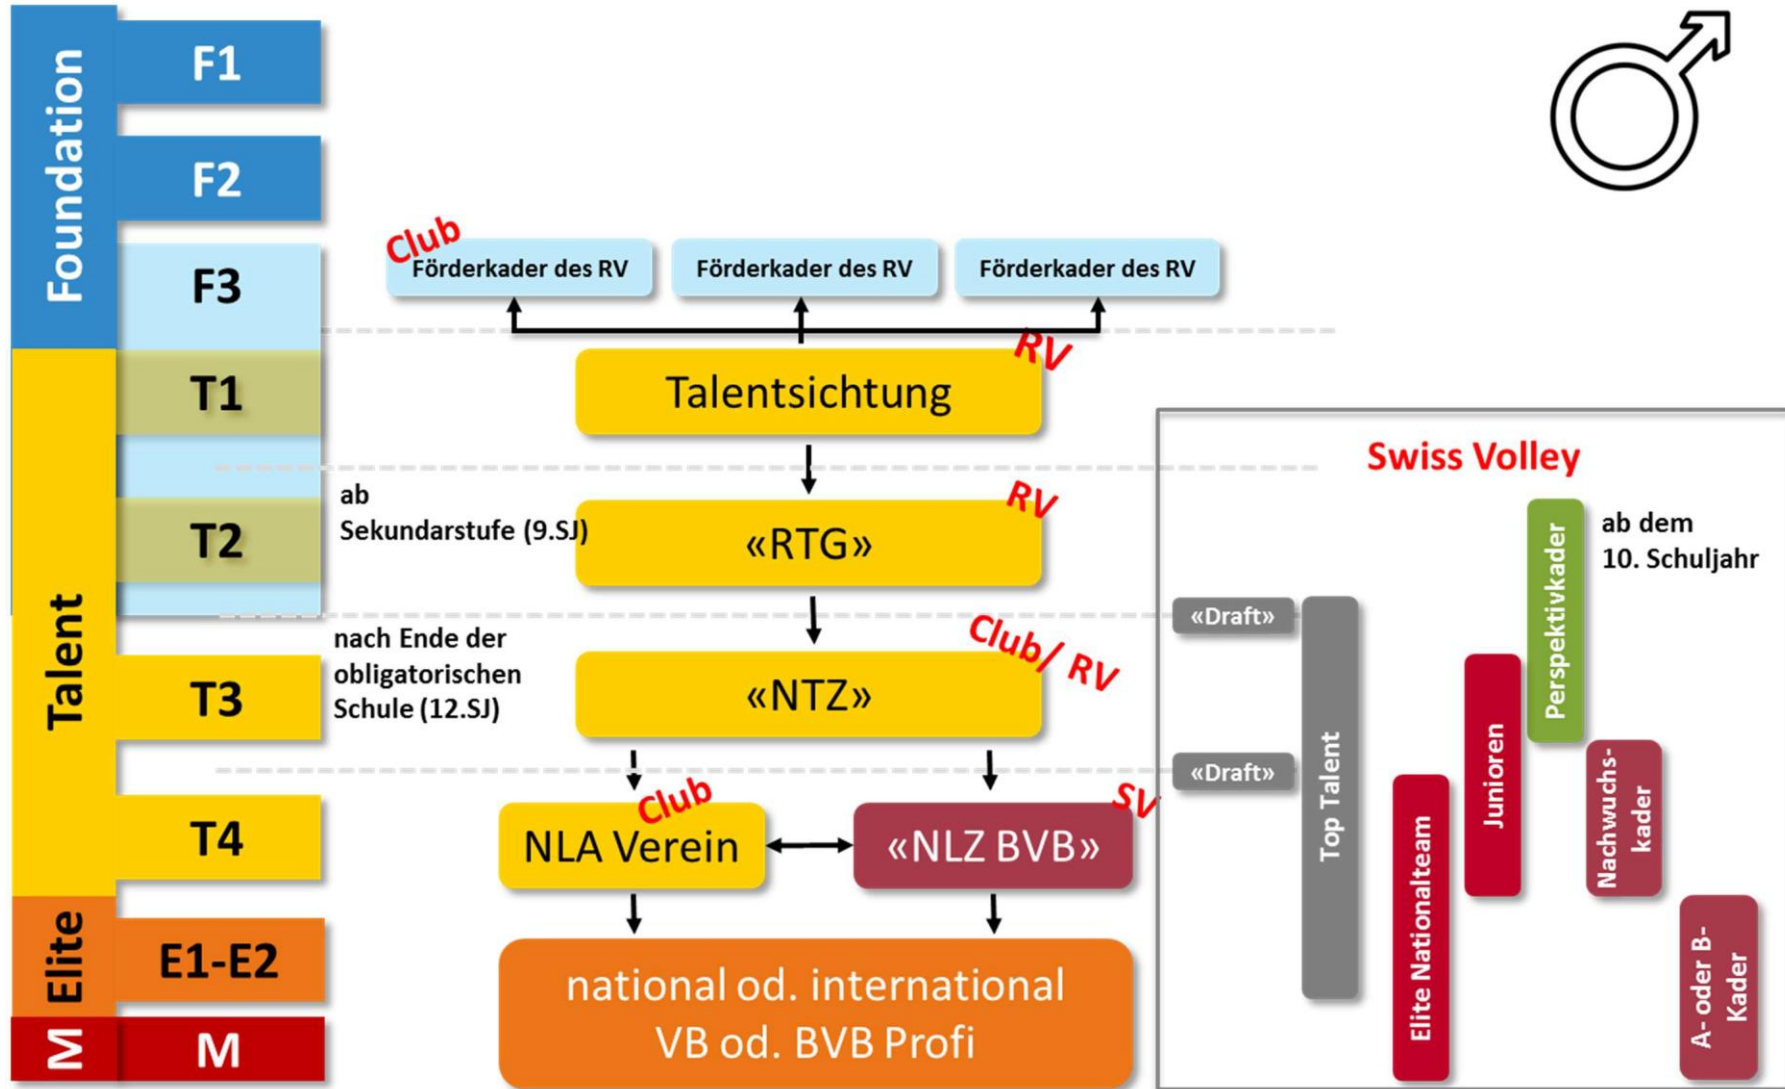 Foundation
F1
F2
F3
Club
Förderkader des RV
Förderkader des RV
Förderkader des RV
Talent
T1
RV
Talentsichtung
T2
ab
Sekundarstufe (9.SJ)
RV
«RTG»
T3
nach Ende der
obligatorischen
Schule (12.SJ)
Club/ RV
«NTZ»
T4
Club
NLA Verein
SV
«NLZ BVB»
Elite
E1-E2
national od. international
VB od. BVB Profi
M
M
Swiss Volley
ab dem
10. Schuljahr
«Draft»
«Draft»
Top Talent
Elite Nationalteam
Junioren
Perspektivkader
Nachwuchs-
kader
A- oder B-
Kader